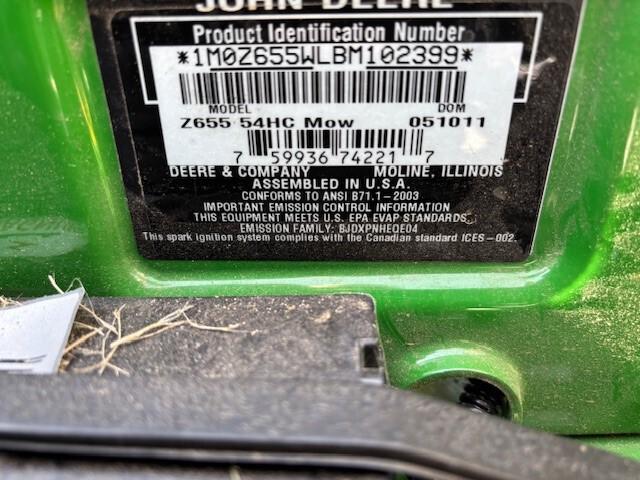 JOHN DEERE
Product Identification Number
*1M0Z655WLBM102399*
MODEL DOM
Z655 54HC Mow 051011
7 59936 74221 7
DEERE & COMPANY MOLINE, ILLINOIS
ASSEMBLED IN U.S.A.
CONFORMS TO ANSI B71.1-2003
IMPORTANT EMISSION CONTROL INFORMATION
THIS EQUIPMENT MEETS U.S. EPA EVAP STANDARDS.
EMISSION FAMILY: BJDXPNHEQE04
This spark ignition system complies with the Canadian standard ICES-002.